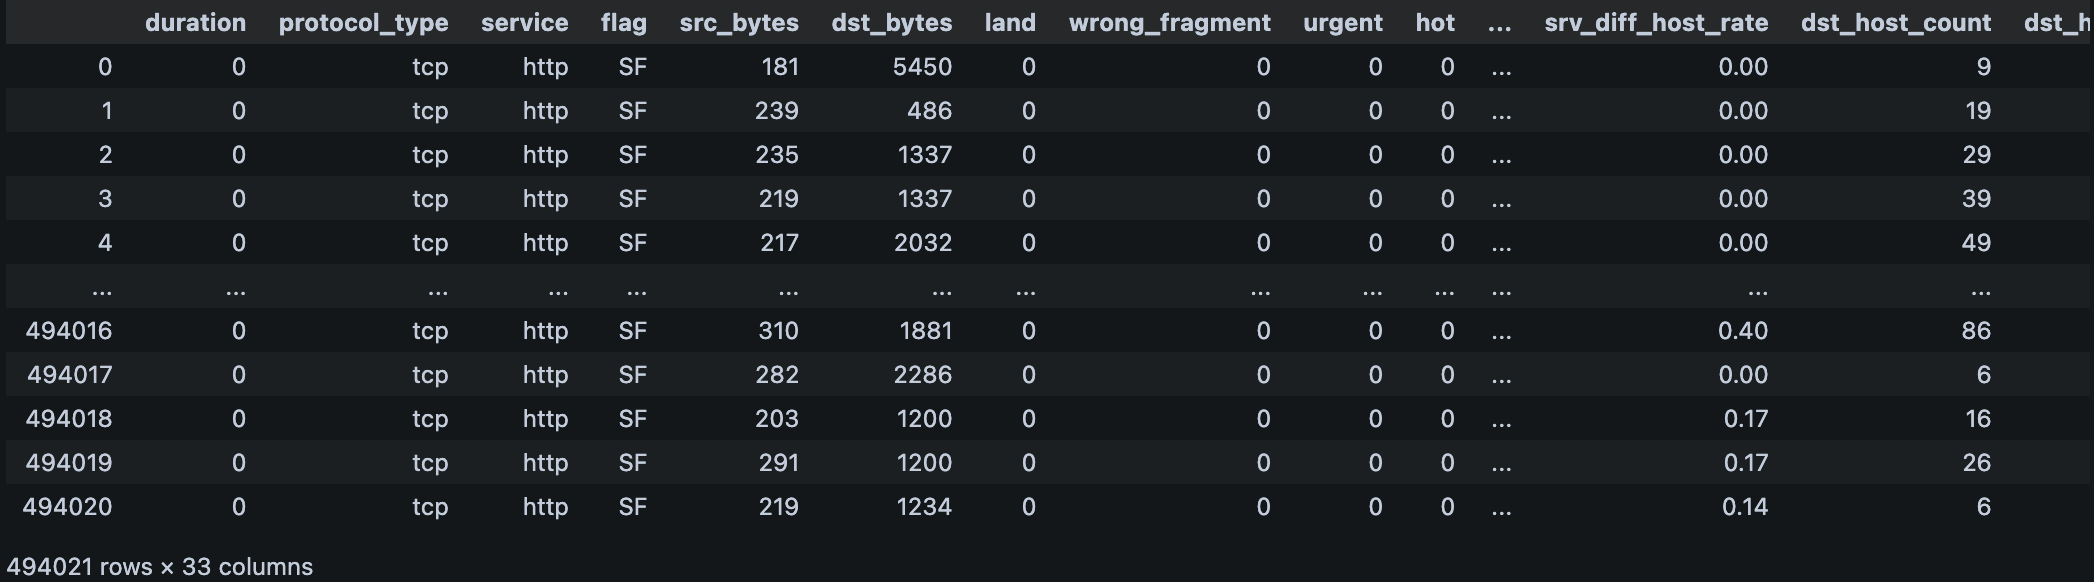 duration protocol_type service flag src_bytes dst_bytes land wrong_fragment urgent hot ... srv_diff_host_rate dst_host_count dst_h
0 0 tcp http SF 181 5450 0 0 0 0 ... 0.00 9
1 0 tcp http SF 239 486 0 0 0 0 ... 0.00 19
2 0 tcp http SF 235 1337 0 0 0 0 ... 0.00 29
3 0 tcp http SF 219 1337 0 0 0 0 ... 0.00 39
4 0 tcp http SF 217 2032 0 0 0 0 ... 0.00 49
... ... ... ... ... ... ... ... ... ... ... ... ... ...
494016 0 tcp http SF 310 1881 0 0 0 0 ... 0.40 86
494017 0 tcp http SF 282 2286 0 0 0 0 ... 0.00 6
494018 0 tcp http SF 203 1200 0 0 0 0 ... 0.17 16
494019 0 tcp http SF 291 1200 0 0 0 0 ... 0.17 26
494020 0 tcp http SF 219 1234 0 0 0 0 ... 0.14 6
494021 rows × 33 columns